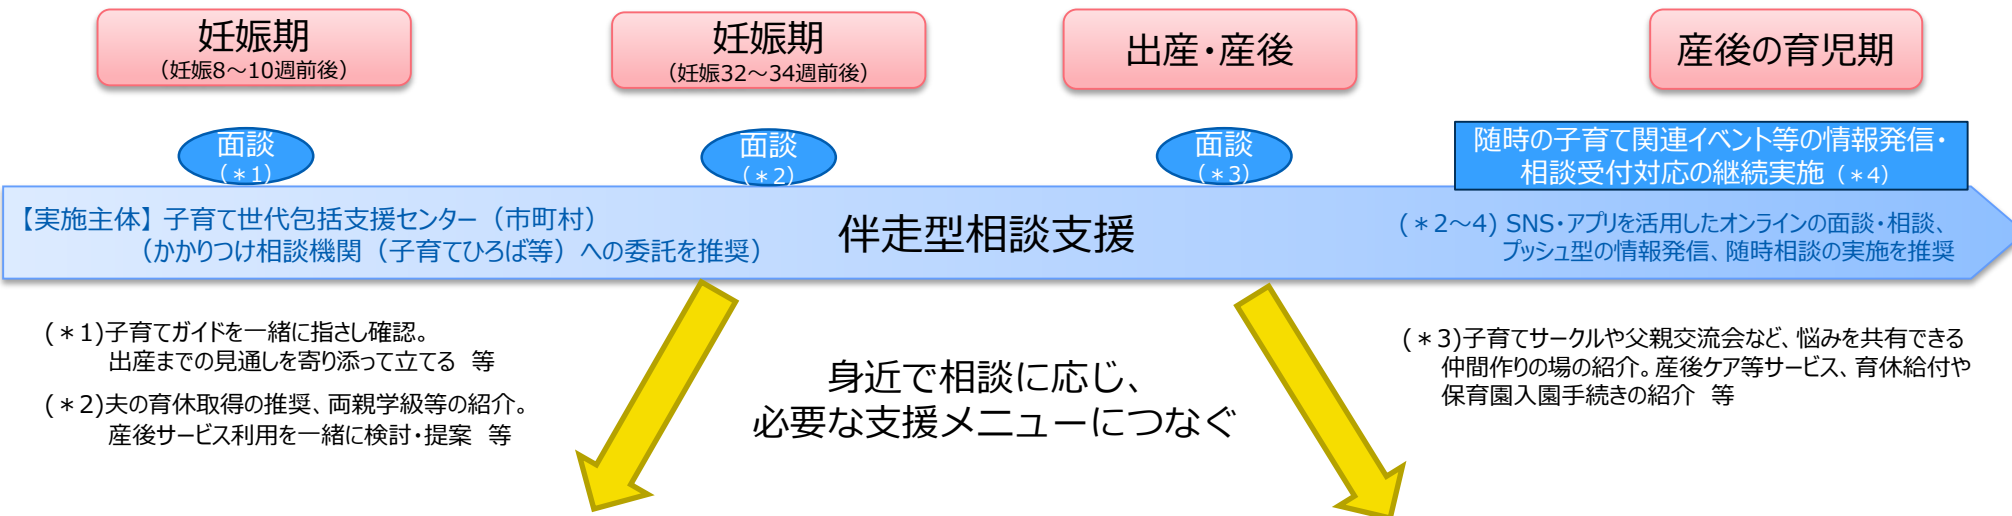 妊娠期
（妊娠8～10週前後）
妊娠期
（妊娠32～34週前後）
出産・産後
産後の育児期
面談
（＊1）
面談
（＊2）
面談
（＊3）
随時の子育て関連イベント等の情報発信・
相談受付対応の継続実施（＊4）
【実施主体】子育て世代包括支援センター（市町村）
（かかりつけ相談機関（子育てひろば等）への委託を推奨）
伴走型相談支援
(＊2～4) SNS・アプリを活用したオンラインの面談・相談、
プッシュ型の情報発信、随時相談の実施を推奨
(＊1)子育てガイドを一緒に指さし確認。
出産までの見通しを寄り添って立てる 等
(＊2)夫の育休取得の推奨、両親学級等の紹介。
産後サービス利用を一緒に検討・提案 等
身近で相談に応じ、
必要な支援メニューにつなぐ
(＊3)子育てサークルや父親交流会など、悩みを共有できる
仲間作りの場の紹介。産後ケア等サービス、育休給付や
保育園入園手続きの紹介 等